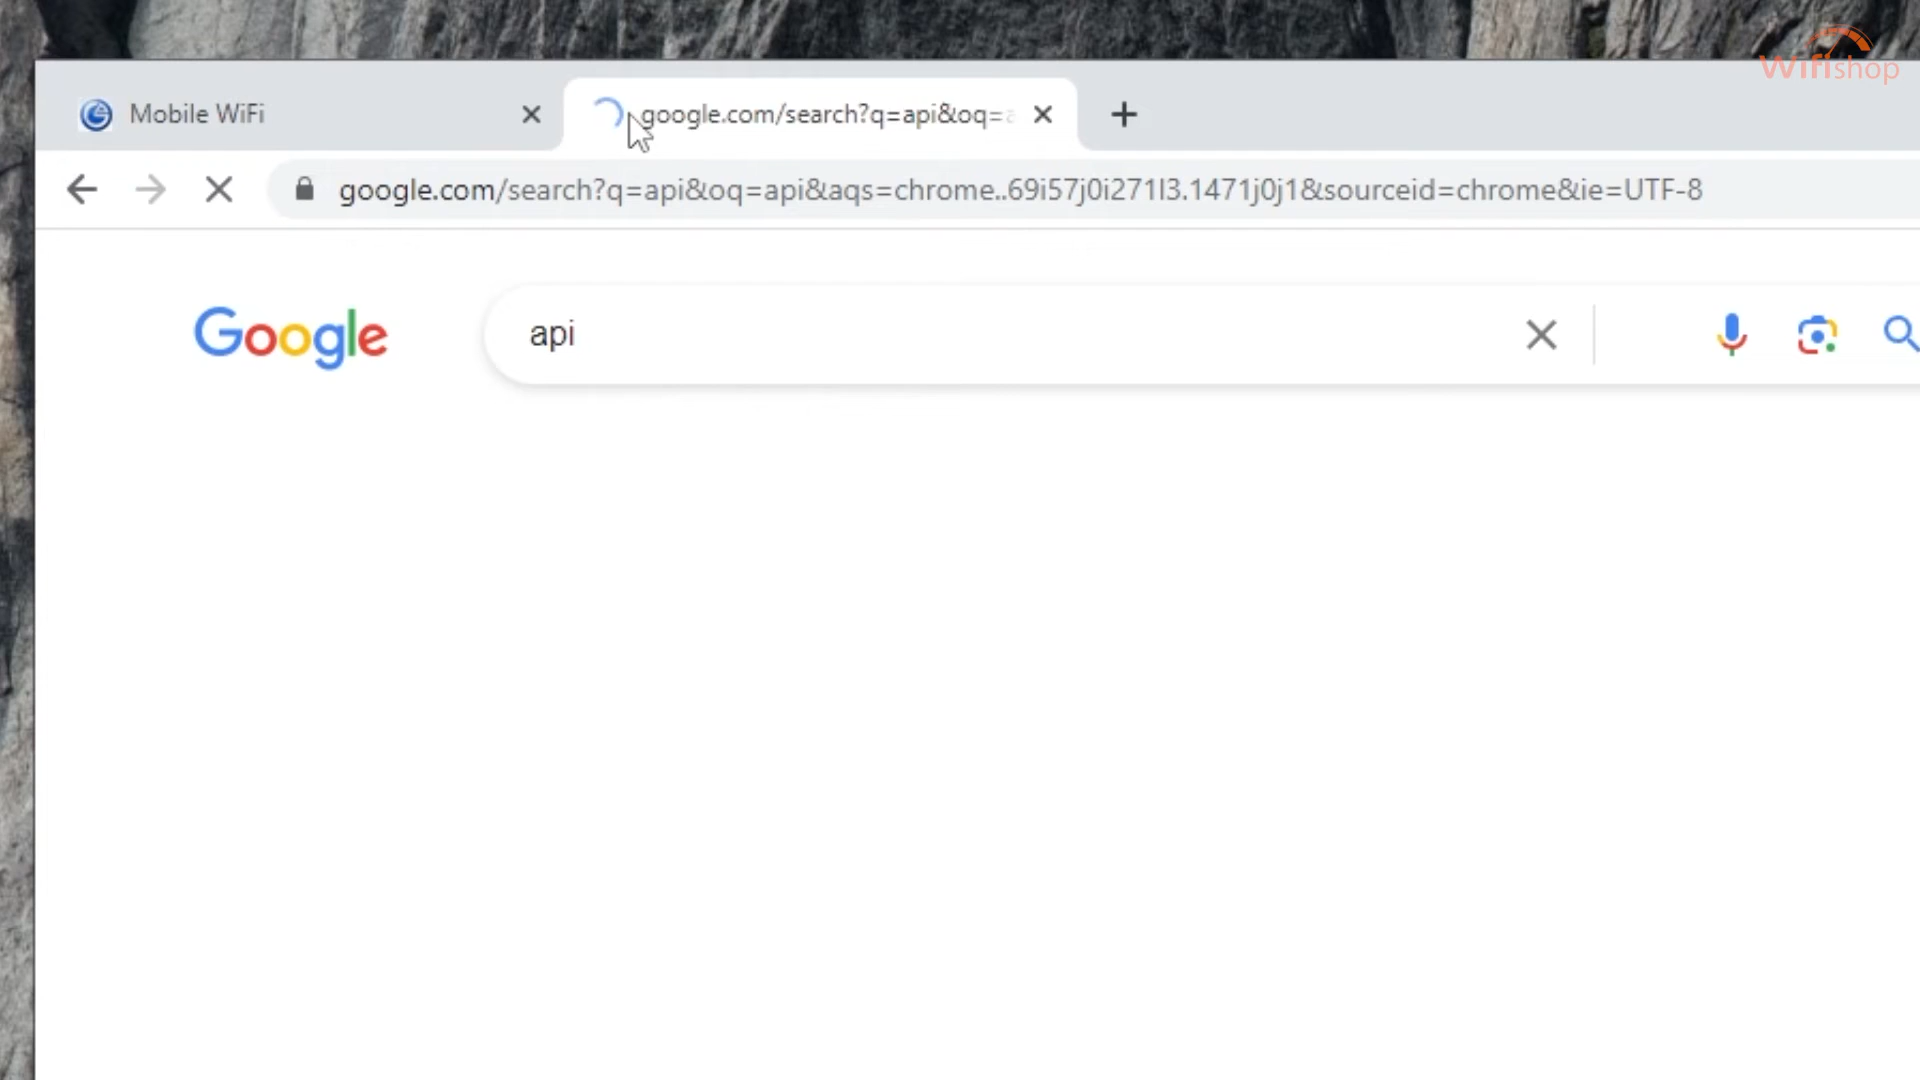 Wifishop
Mobile WiFi
google.com/search?q=api&oq=a
google.com/search?q=api&oq=api&aqs=chrome..69i57j0i271l3.1471j0j1&sourceid=chrome&ie=UTF-8
Google
api